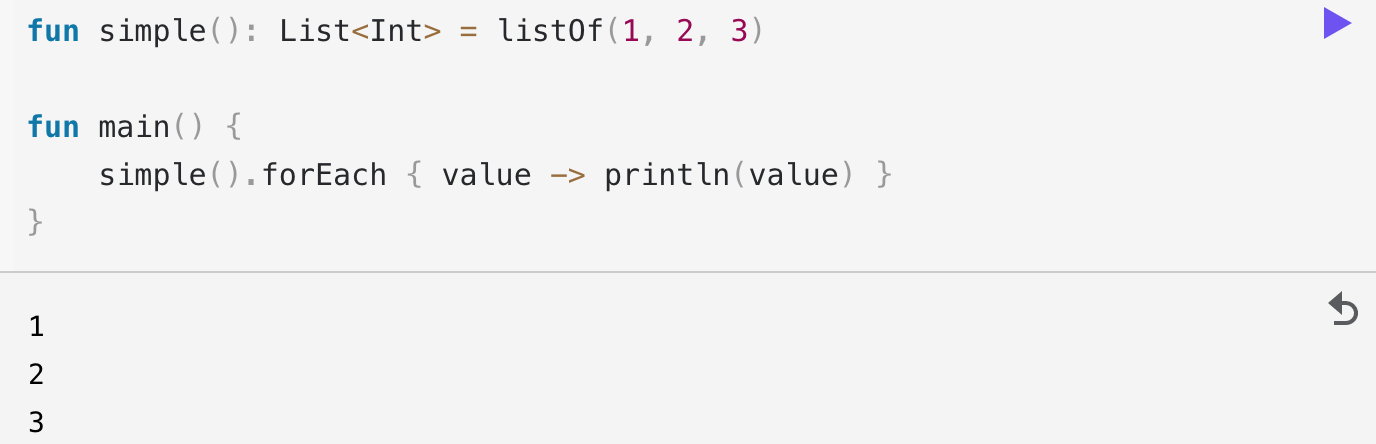 fun simple(): List<Int> = listOf(1, 2, 3)
fun main() {
    simple().forEach { value -> println(value) }
}
1
2
3